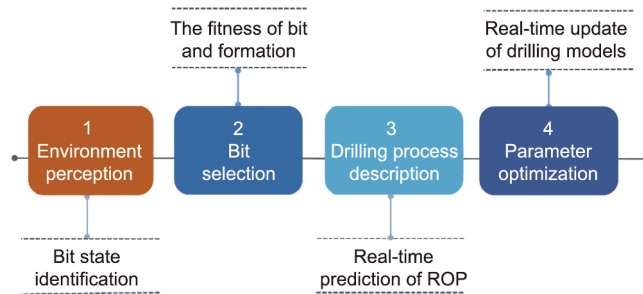 The fitness of bit
and formation
Real-time update
of drilling models
1
Environment
perception
2
Bit
selection
3
Drilling process
description
4
Parameter
optimization
Bit state
identification
Real-time
prediction of ROP